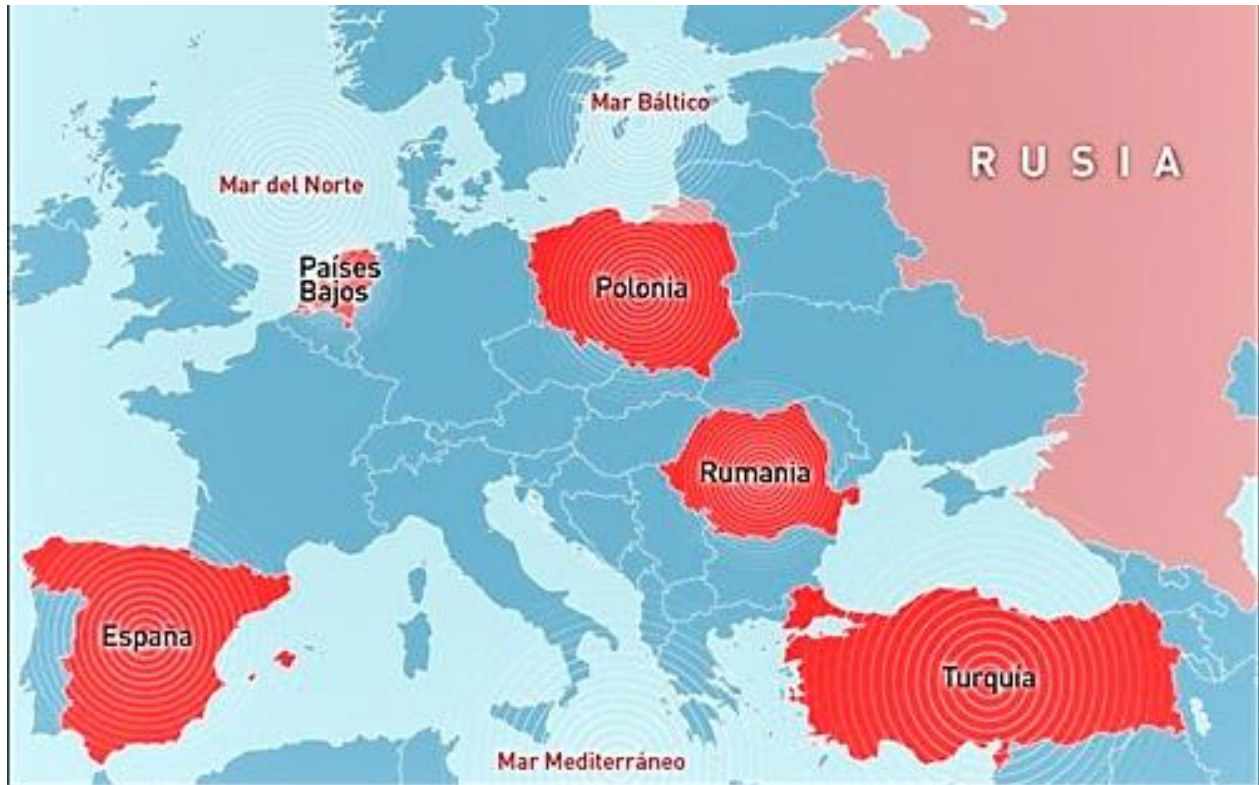 Mar Báltico
RUSIA
Mar del Norte
Países
Bajos
Polonia
Rumania
España
Turquía
Mar Mediterráneo